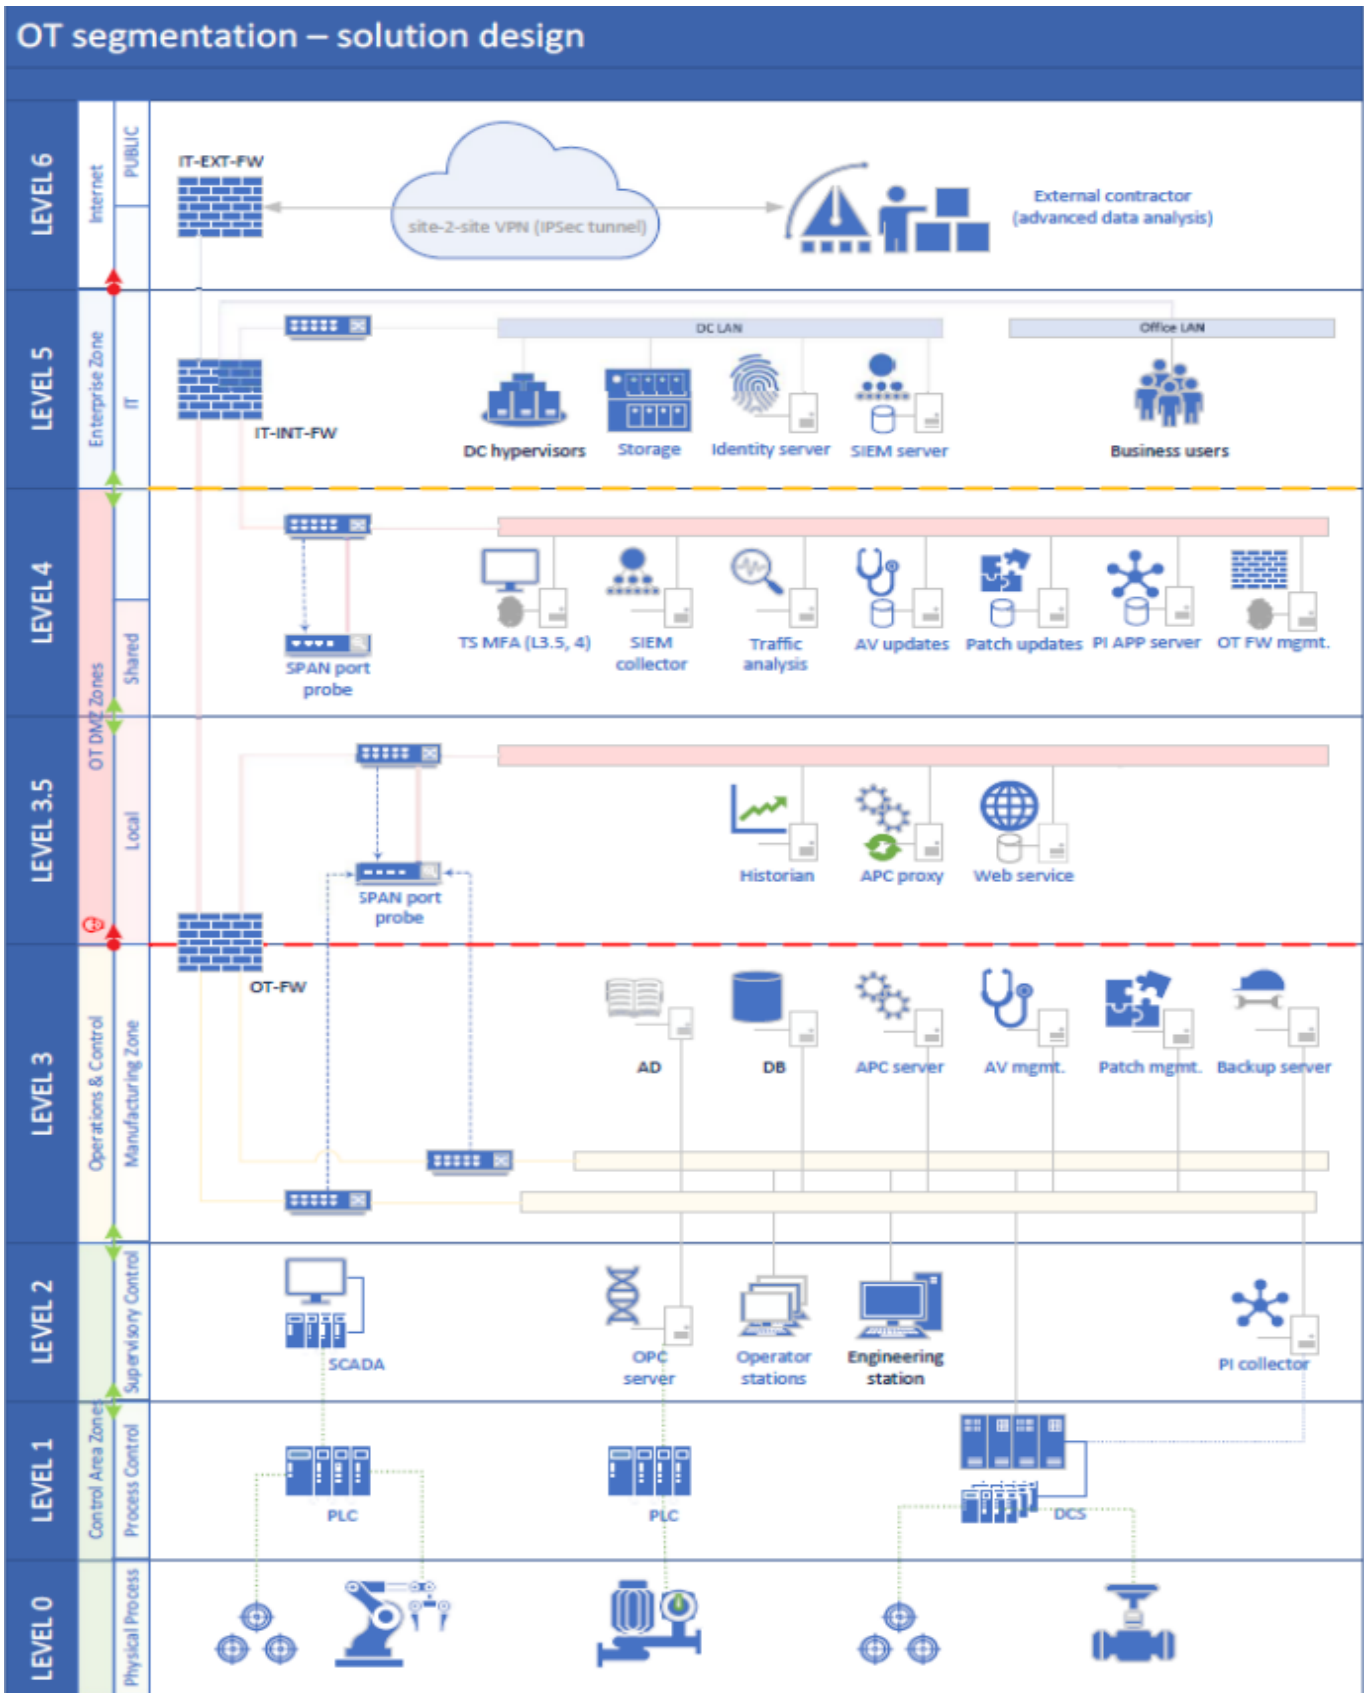 OT segmentation – solution design
LEVEL 6
Internet
PUBLIC
IT-EXT-FW
site-2-site VPN (IPSec tunnel)
External contractor
(advanced data analysis)
LEVEL 5
Enterprise Zone
IT
DC LAN
Office LAN
IT-INT-FW
DC hypervisors
Storage
Identity server
SIEM server
Business users
LEVEL 4
OT DMZ Zones
Shared
SPAN port
probe
TS MFA (L3.5, 4)
SIEM
collector
Traffic
analysis
AV updates
Patch updates
PI APP server
OT FW mgmt.
LEVEL 3.5
Local
SPAN port
probe
Historian
APC proxy
Web service
OT-FW
LEVEL 3
Operations & Control
Manufacturing Zone
AD
DB
APC server
AV mgmt.
Patch mgmt.
Backup server
LEVEL 2
Control Area Zones
Supervisory Control
SCADA
OPC
server
Operator
stations
Engineering
station
PI collector
LEVEL 1
Process Control
PLC
PLC
DCS
LEVEL 0
Physical Process